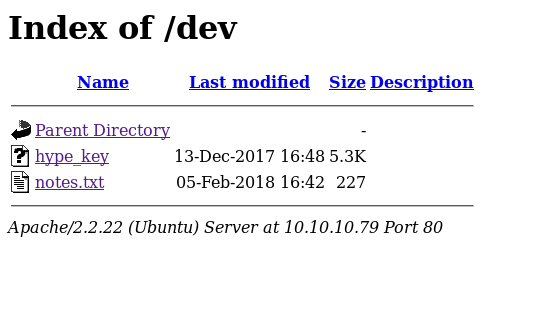 Index of /dev
Name Last modified Size Description
Parent Directory -
hype_key 13-Dec-2017 16:48 5.3K
notes.txt 05-Feb-2018 16:42 227
Apache/2.2.22 (Ubuntu) Server at 10.10.10.79 Port 80